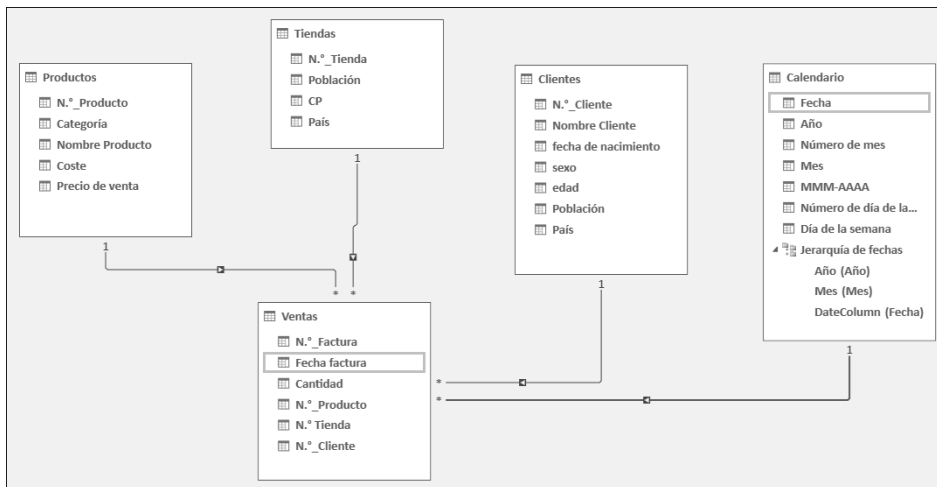 Productos
N.°_Producto
Categoría
Nombre Producto
Coste
Precio de venta
1
Tiendas
N.°_Tienda
Población
CP
País
1
Clientes
N.°_Cliente
Nombre Cliente
fecha de nacimiento
sexo
edad
Población
País
1
Calendario
Fecha
Año
Número de mes
Mes
MMM-AAAA
Número de día de la...
Día de la semana
Jerarquía de fechas
Año (Año)
Mes (Mes)
DateColumn (Fecha)
1
* *
Ventas
N.°_Factura
Fecha factura
Cantidad
N.°_Producto
N.° Tienda
N.°_Cliente
*
*